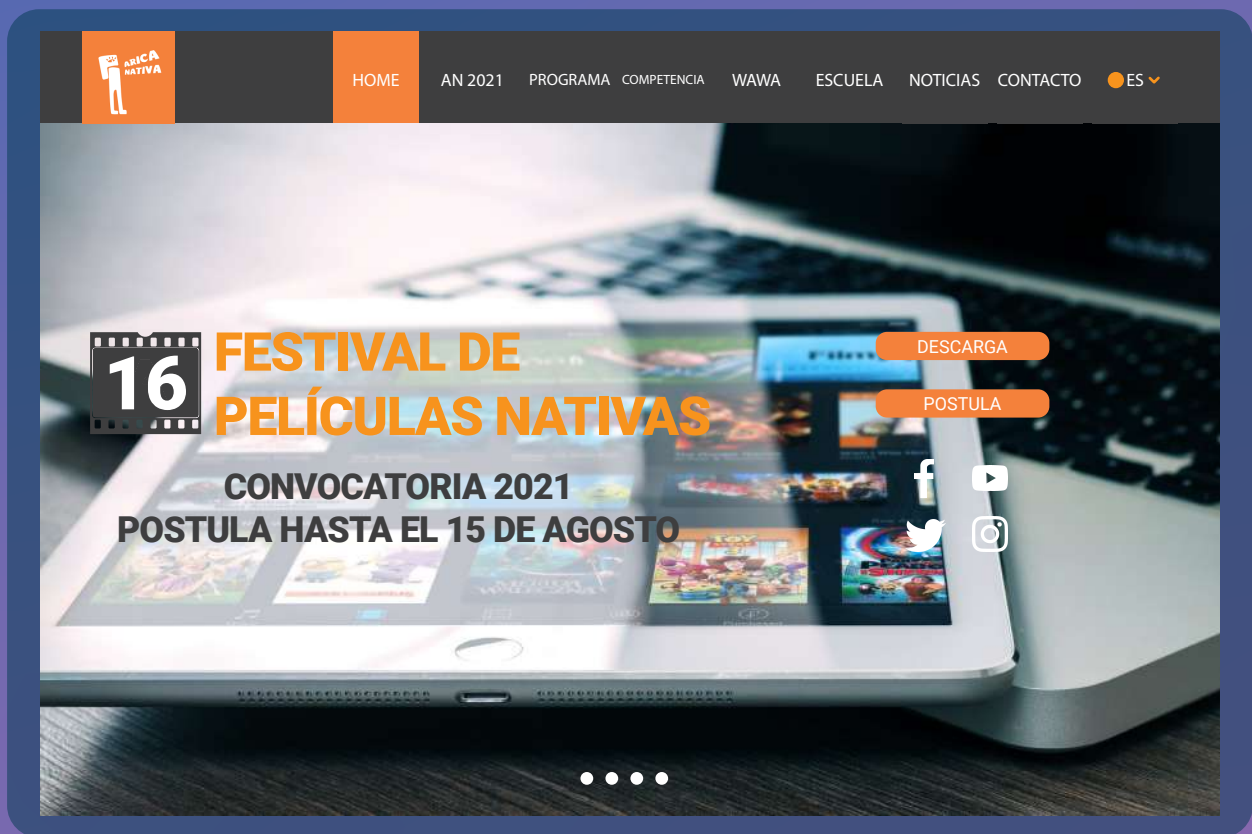 ARICA
NATIVA
HOME
AN 2021
PROGRAMA
COMPETENCIA
WAWA
ESCUELA
NOTICIAS
CONTACTO
ES
16
FESTIVAL DE
PELÍCULAS NATIVAS
CONVOCATORIA 2021
POSTULA HASTA EL 15 DE AGOSTO
DESCARGA
POSTULA
TOY